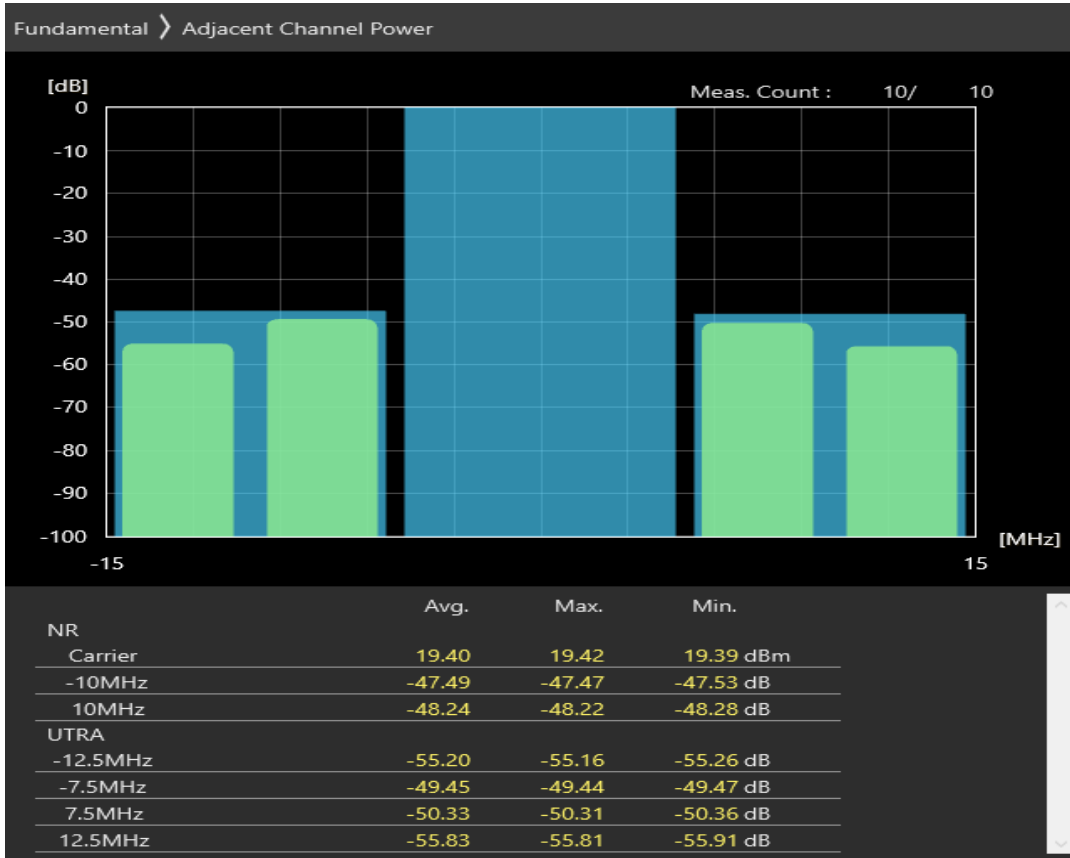 Fundamental ❭ Adjacent Channel Power
[dB]
Meas. Count : 10/ 10
0
-10
-20
-30
-40
-50
-60
-70
-80
-90
-100
[MHz]
-15 15
Avg. Max. Min.
NR
Carrier 19.40 19.42 19.39 dBm
-10MHz -47.49 -47.47 -47.53 dB
10MHz -48.24 -48.22 -48.28 dB
UTRA
-12.5MHz -55.20 -55.16 -55.26 dB
-7.5MHz -49.45 -49.44 -49.47 dB
7.5MHz -50.33 -50.31 -50.36 dB
12.5MHz -55.83 -55.81 -55.91 dB